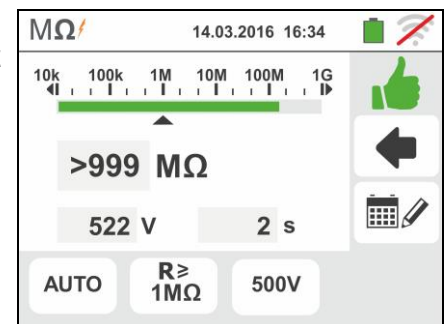 MΩ 14.03.2016 16:34
10k 100k 1M 10M 100M 1G
>999 MΩ
522 V 2 s
AUTO R≥ 1MΩ 500V